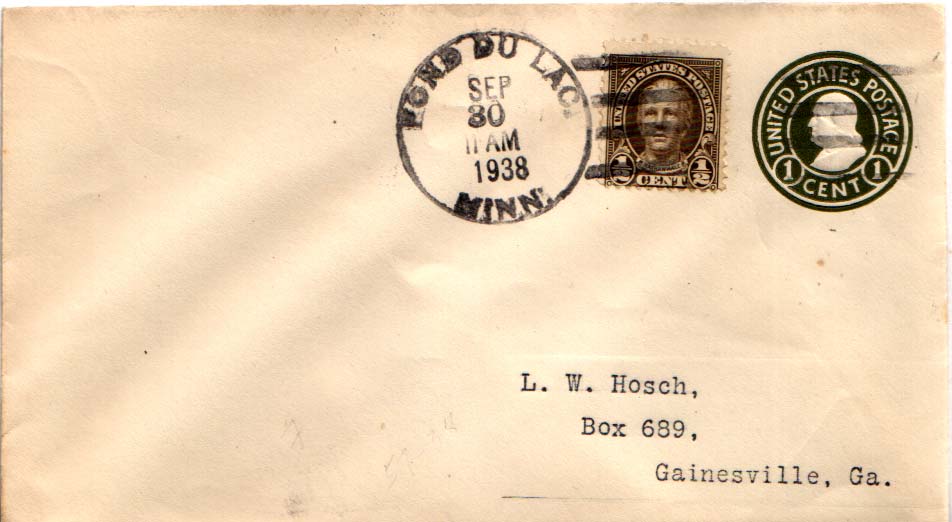 FOND DU LAC.
SEP
30
11 AM
1938
MINN.
UNITED STATES POSTAGE
½ CENT ½
UNITED STATES POSTAGE
1 CENT 1
L. W. Hosch,
Box 689,
Gainesville, Ga.